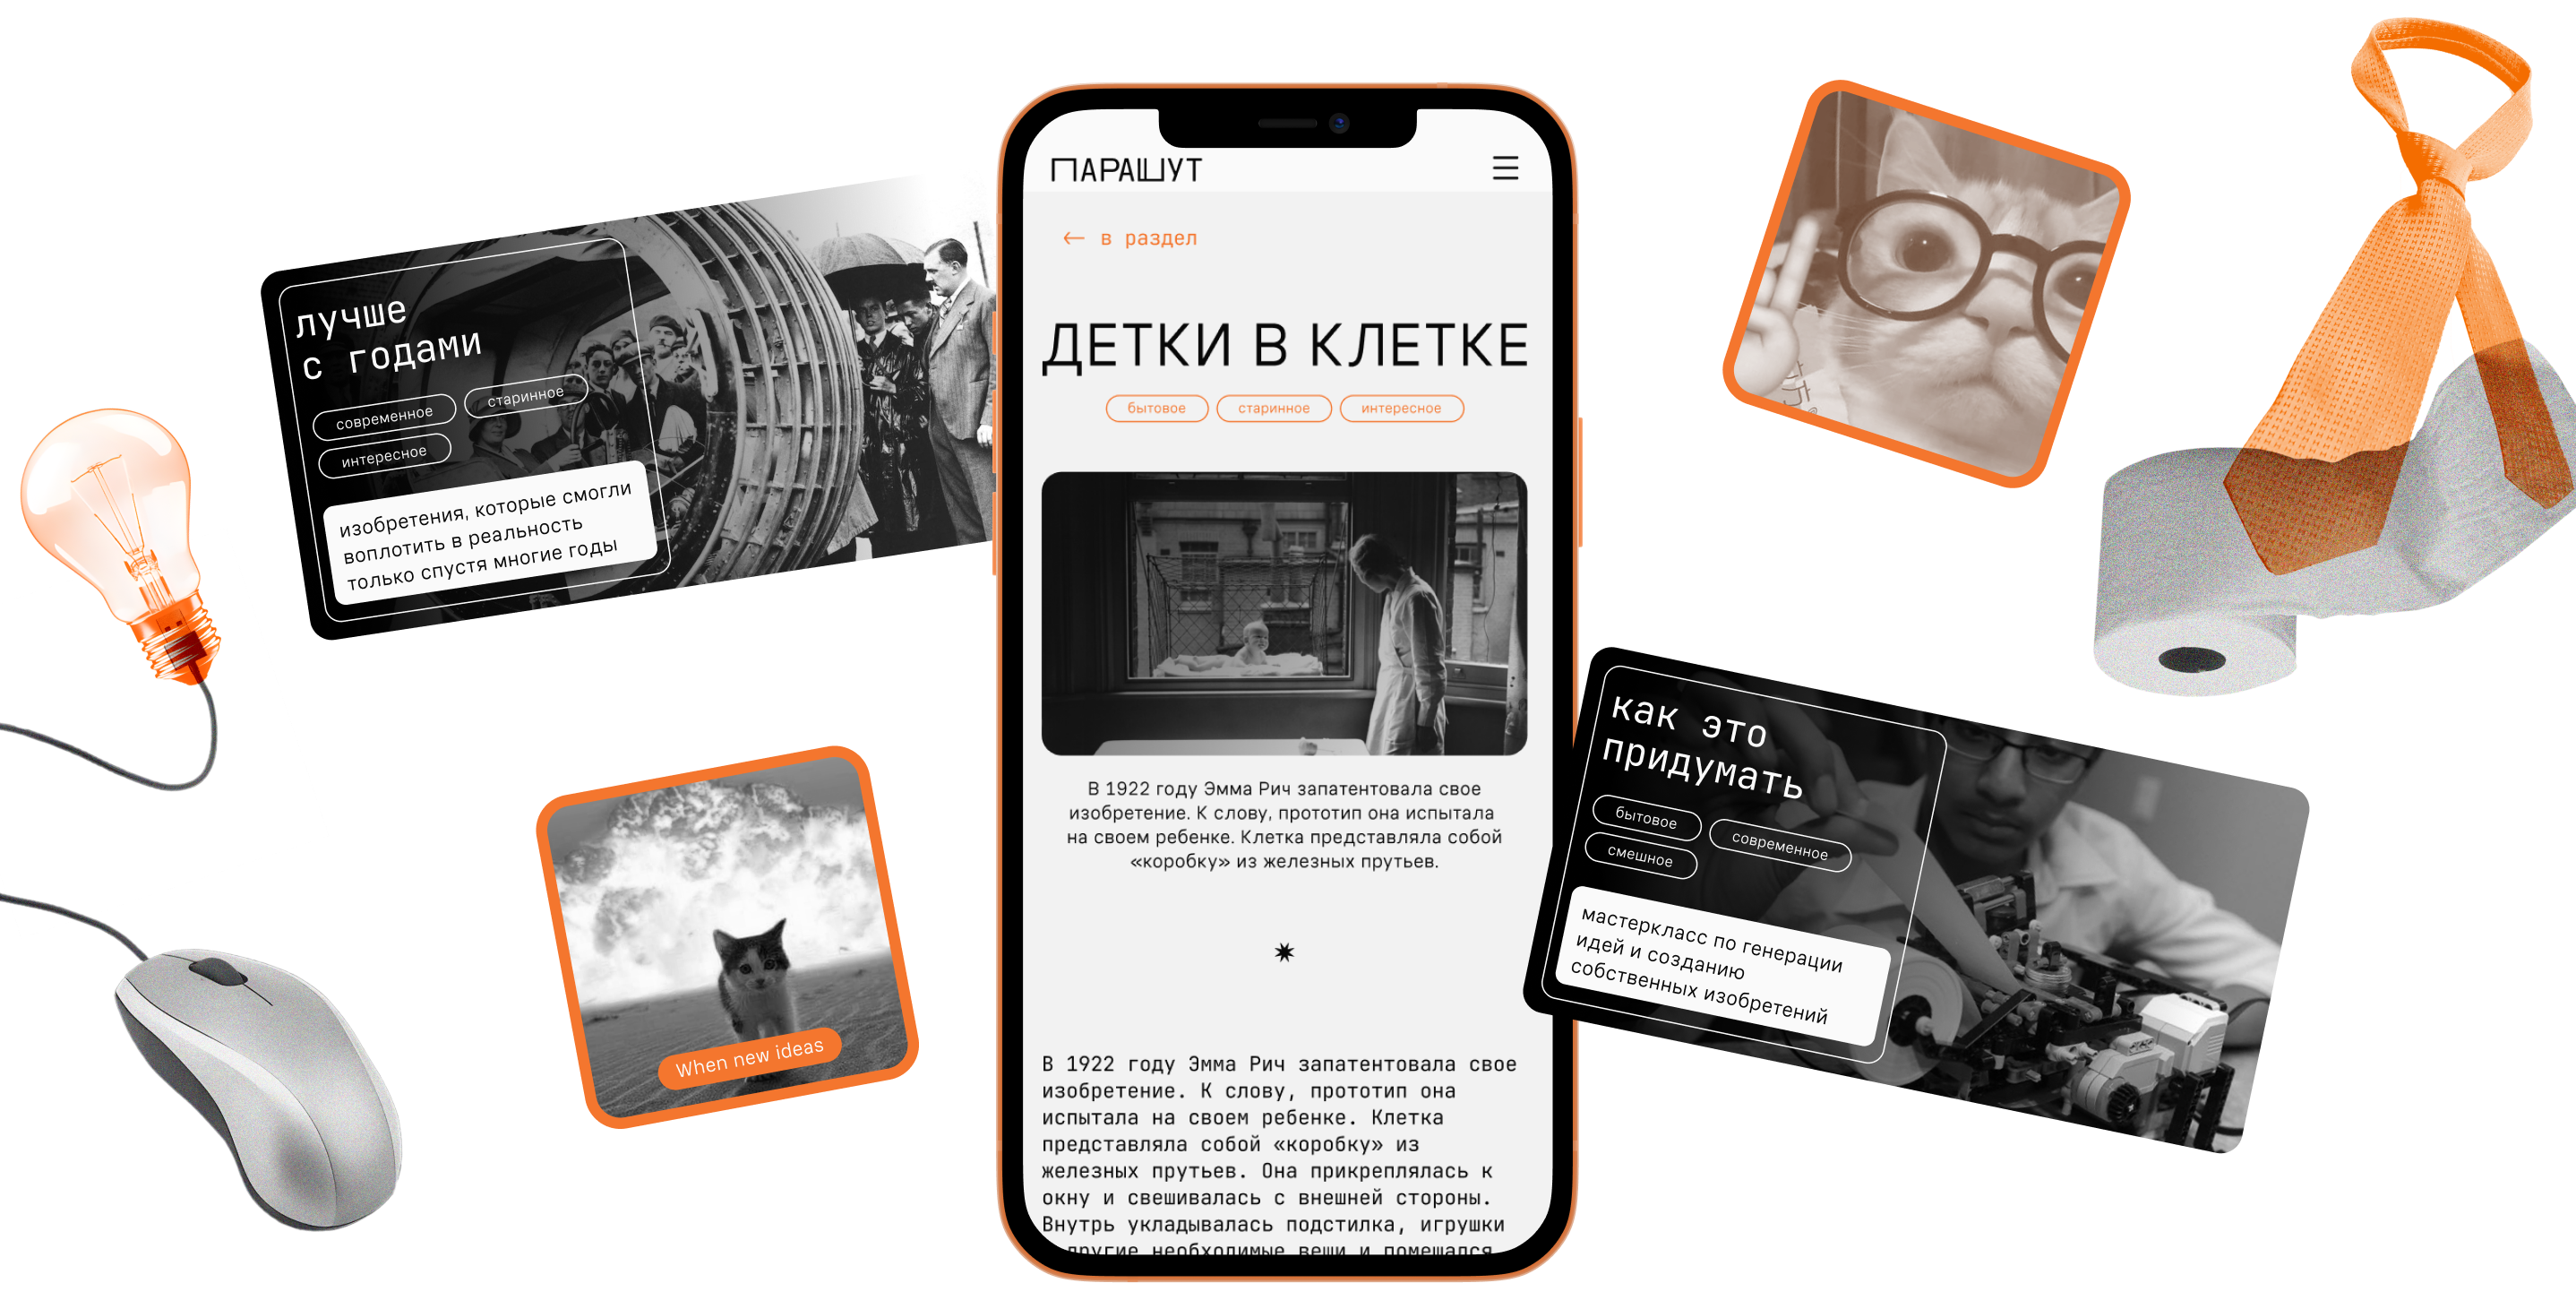 лучше
с годами
современное
старинное
интересное
изобретения, которые смогли
воплотить в реальность
только спустя многие годы
When new ideas
ПАРАШУТ
← в раздел
ДЕТКИ В КЛЕТКЕ
бытовое
старинное
интересное
В 1922 году Эмма Рич запатентовала свое
изобретение. К слову, прототип она испытала
на своем ребенке. Клетка представляла собой
«коробку» из железных прутьев.
В 1922 году Эмма Рич запатентовала свое
изобретение. К слову, прототип она
испытала на своем ребенке. Клетка
представляла собой «коробку» из
железных прутьев. Она прикреплялась к
окну и свешивалась с внешней стороны.
Внутрь укладывалась подстилка, игрушки
другие необходимые вещи и помещался
как это
придумать
бытовое
современное
смешное
мастеркласс по генерации
идей и созданию
собственных изобретений